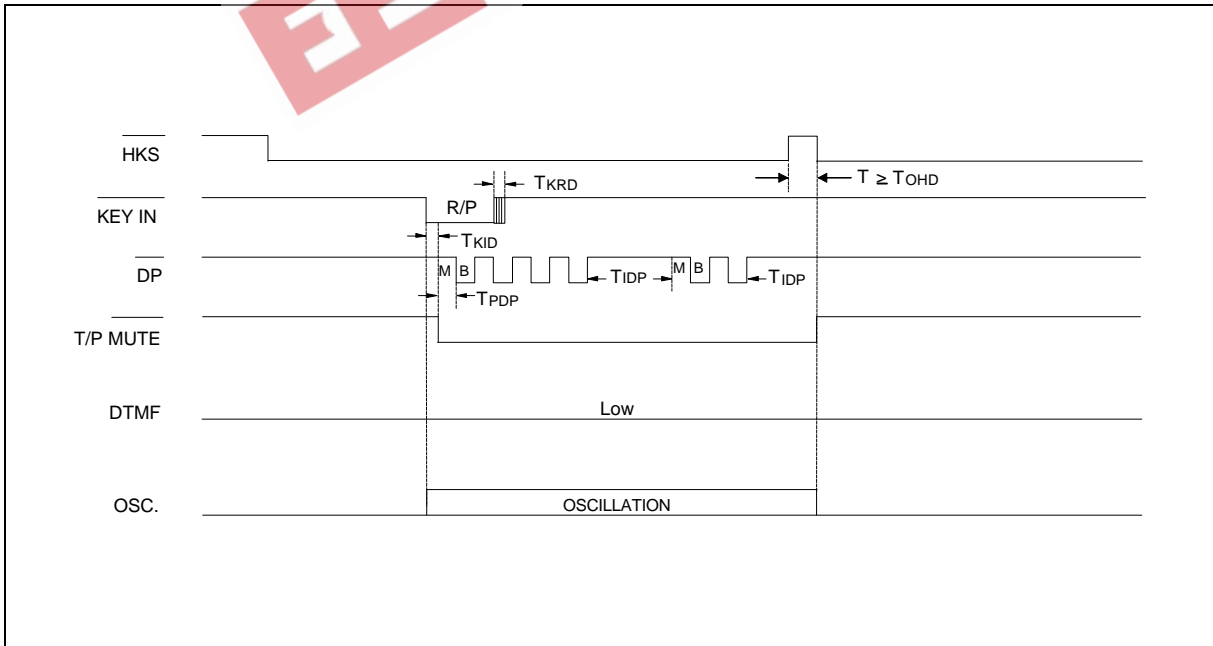 HKS
T ≥ TOHD
TKRD
KEY IN
R/P
TKID
DP
M B
TIDP
M B
TIDP
TPDP
T/P MUTE
DTMF
Low
OSC.
OSCILLATION